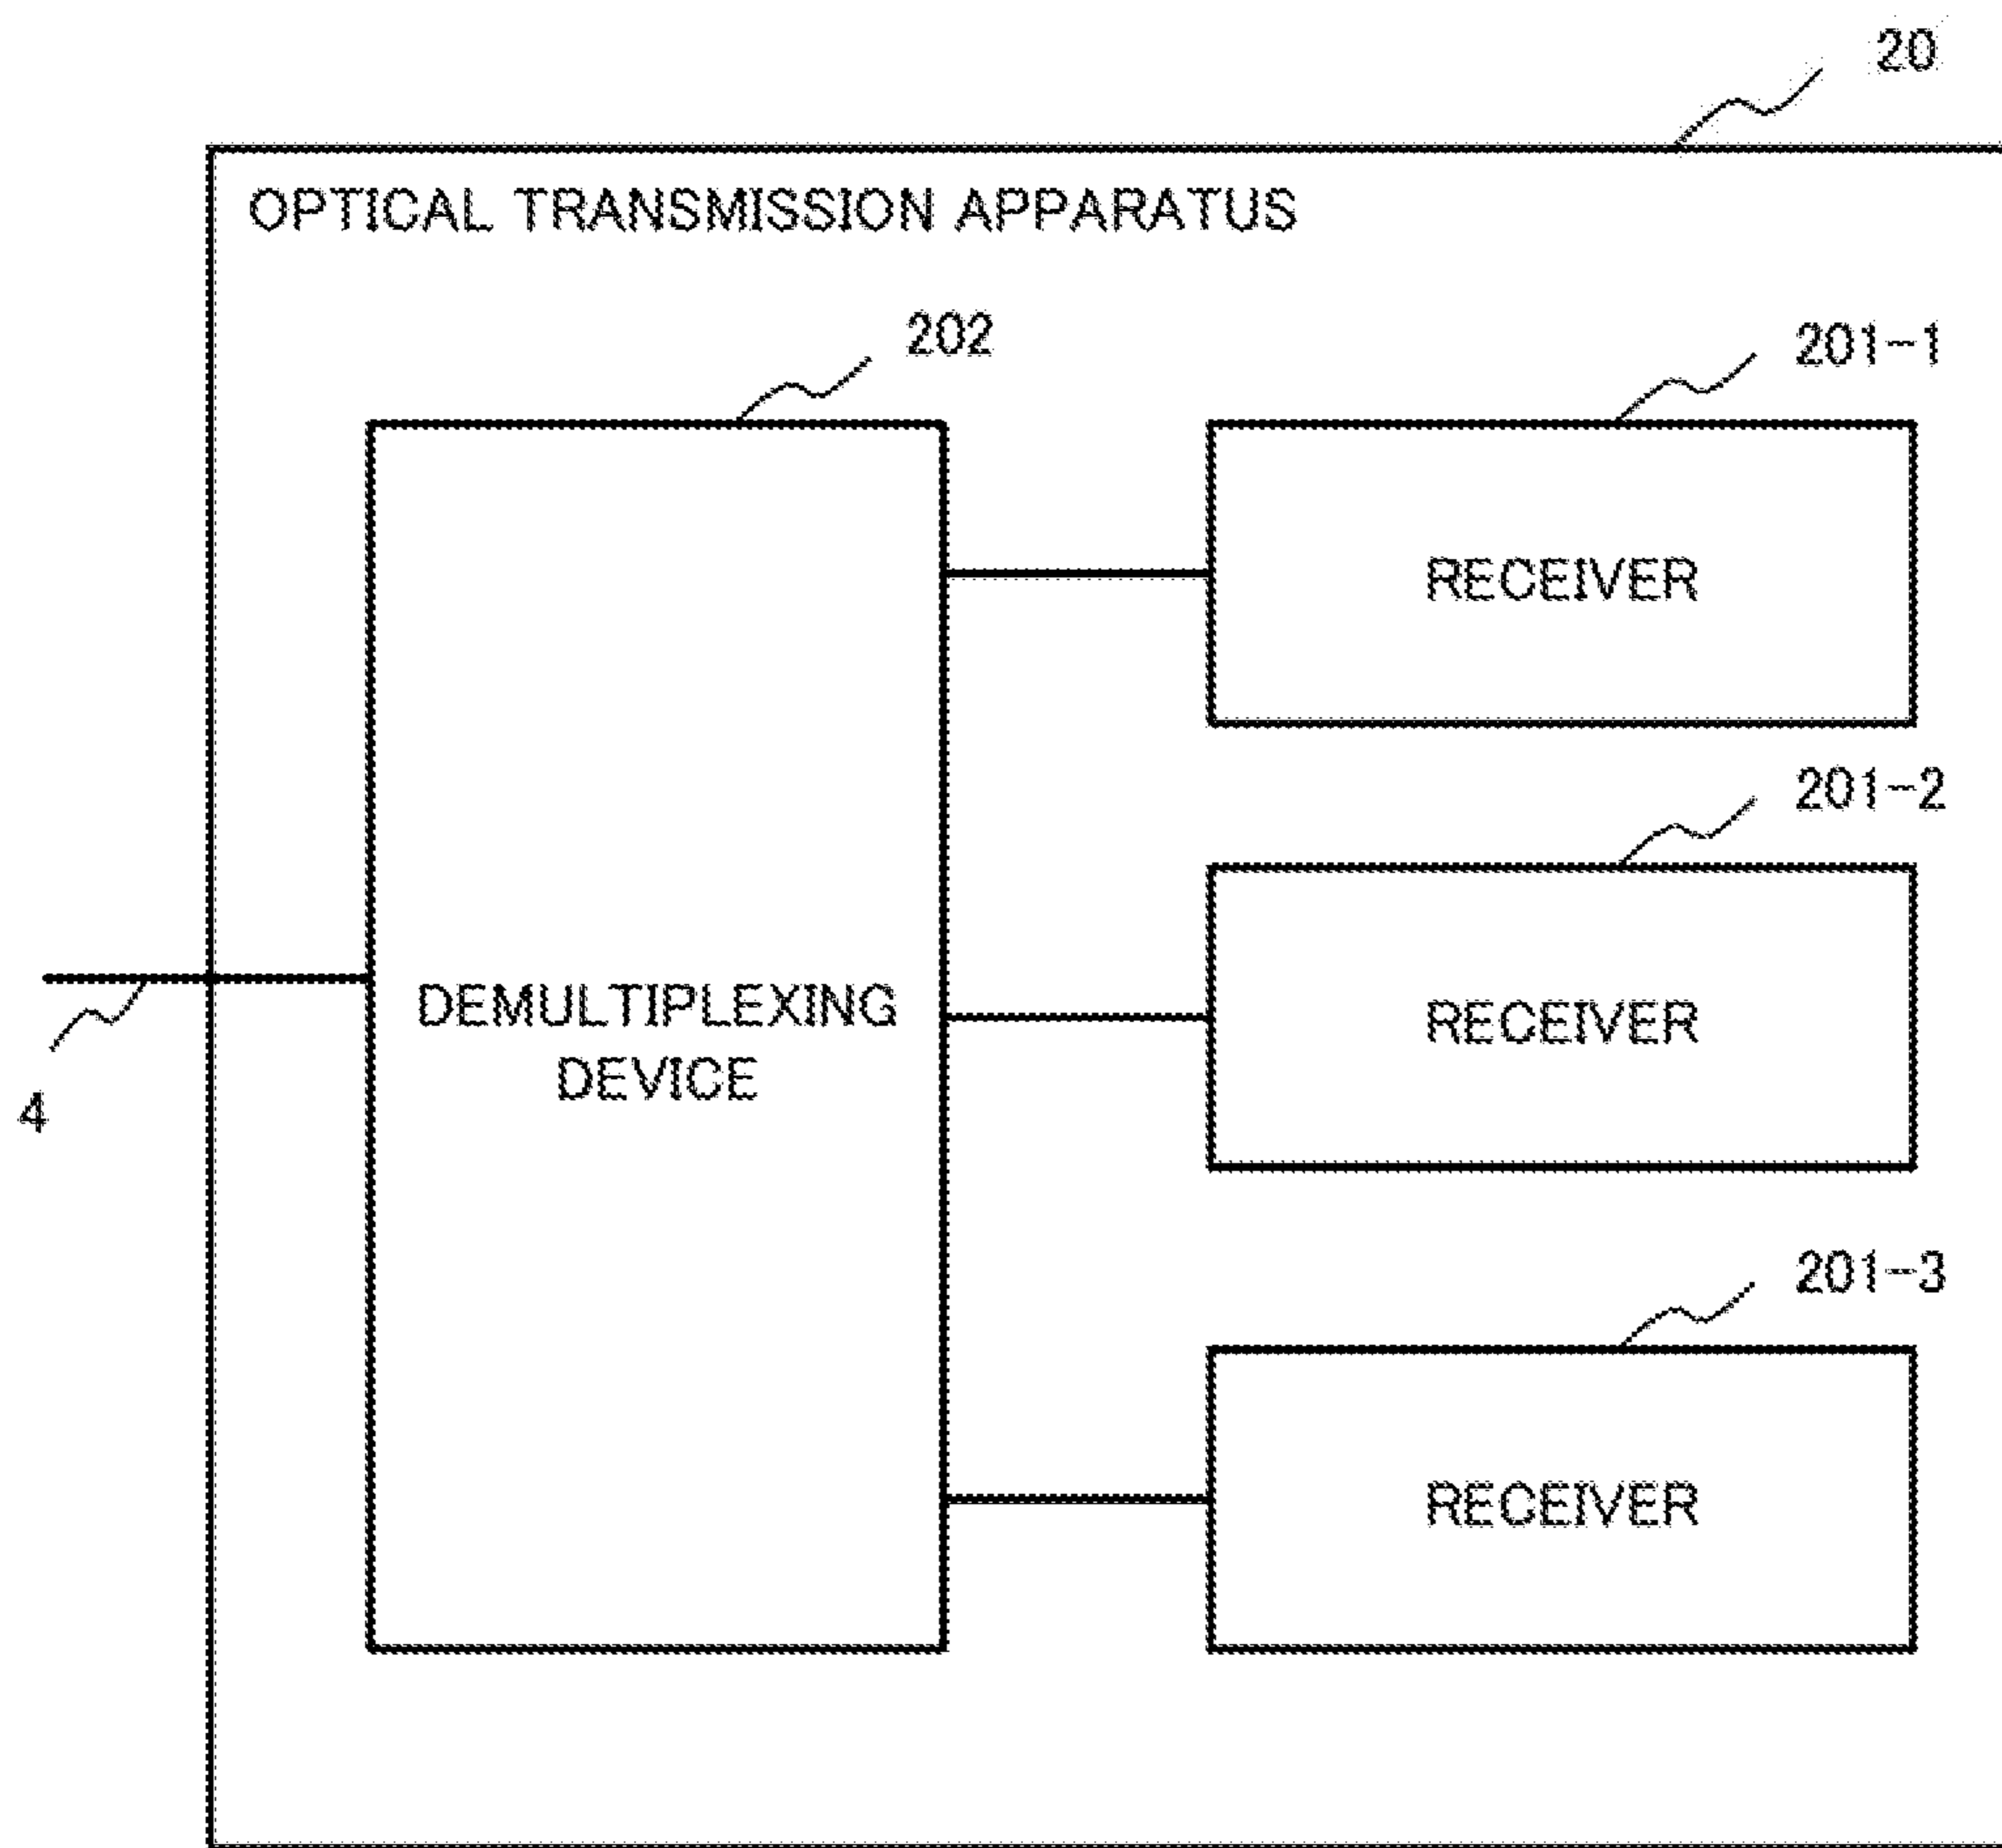 20
OPTICAL TRANSMISSION APPARATUS
202
201-1
RECEIVER
201-2
4
DEMULTIPLEXING
DEVICE
RECEIVER
201-3
RECEIVER